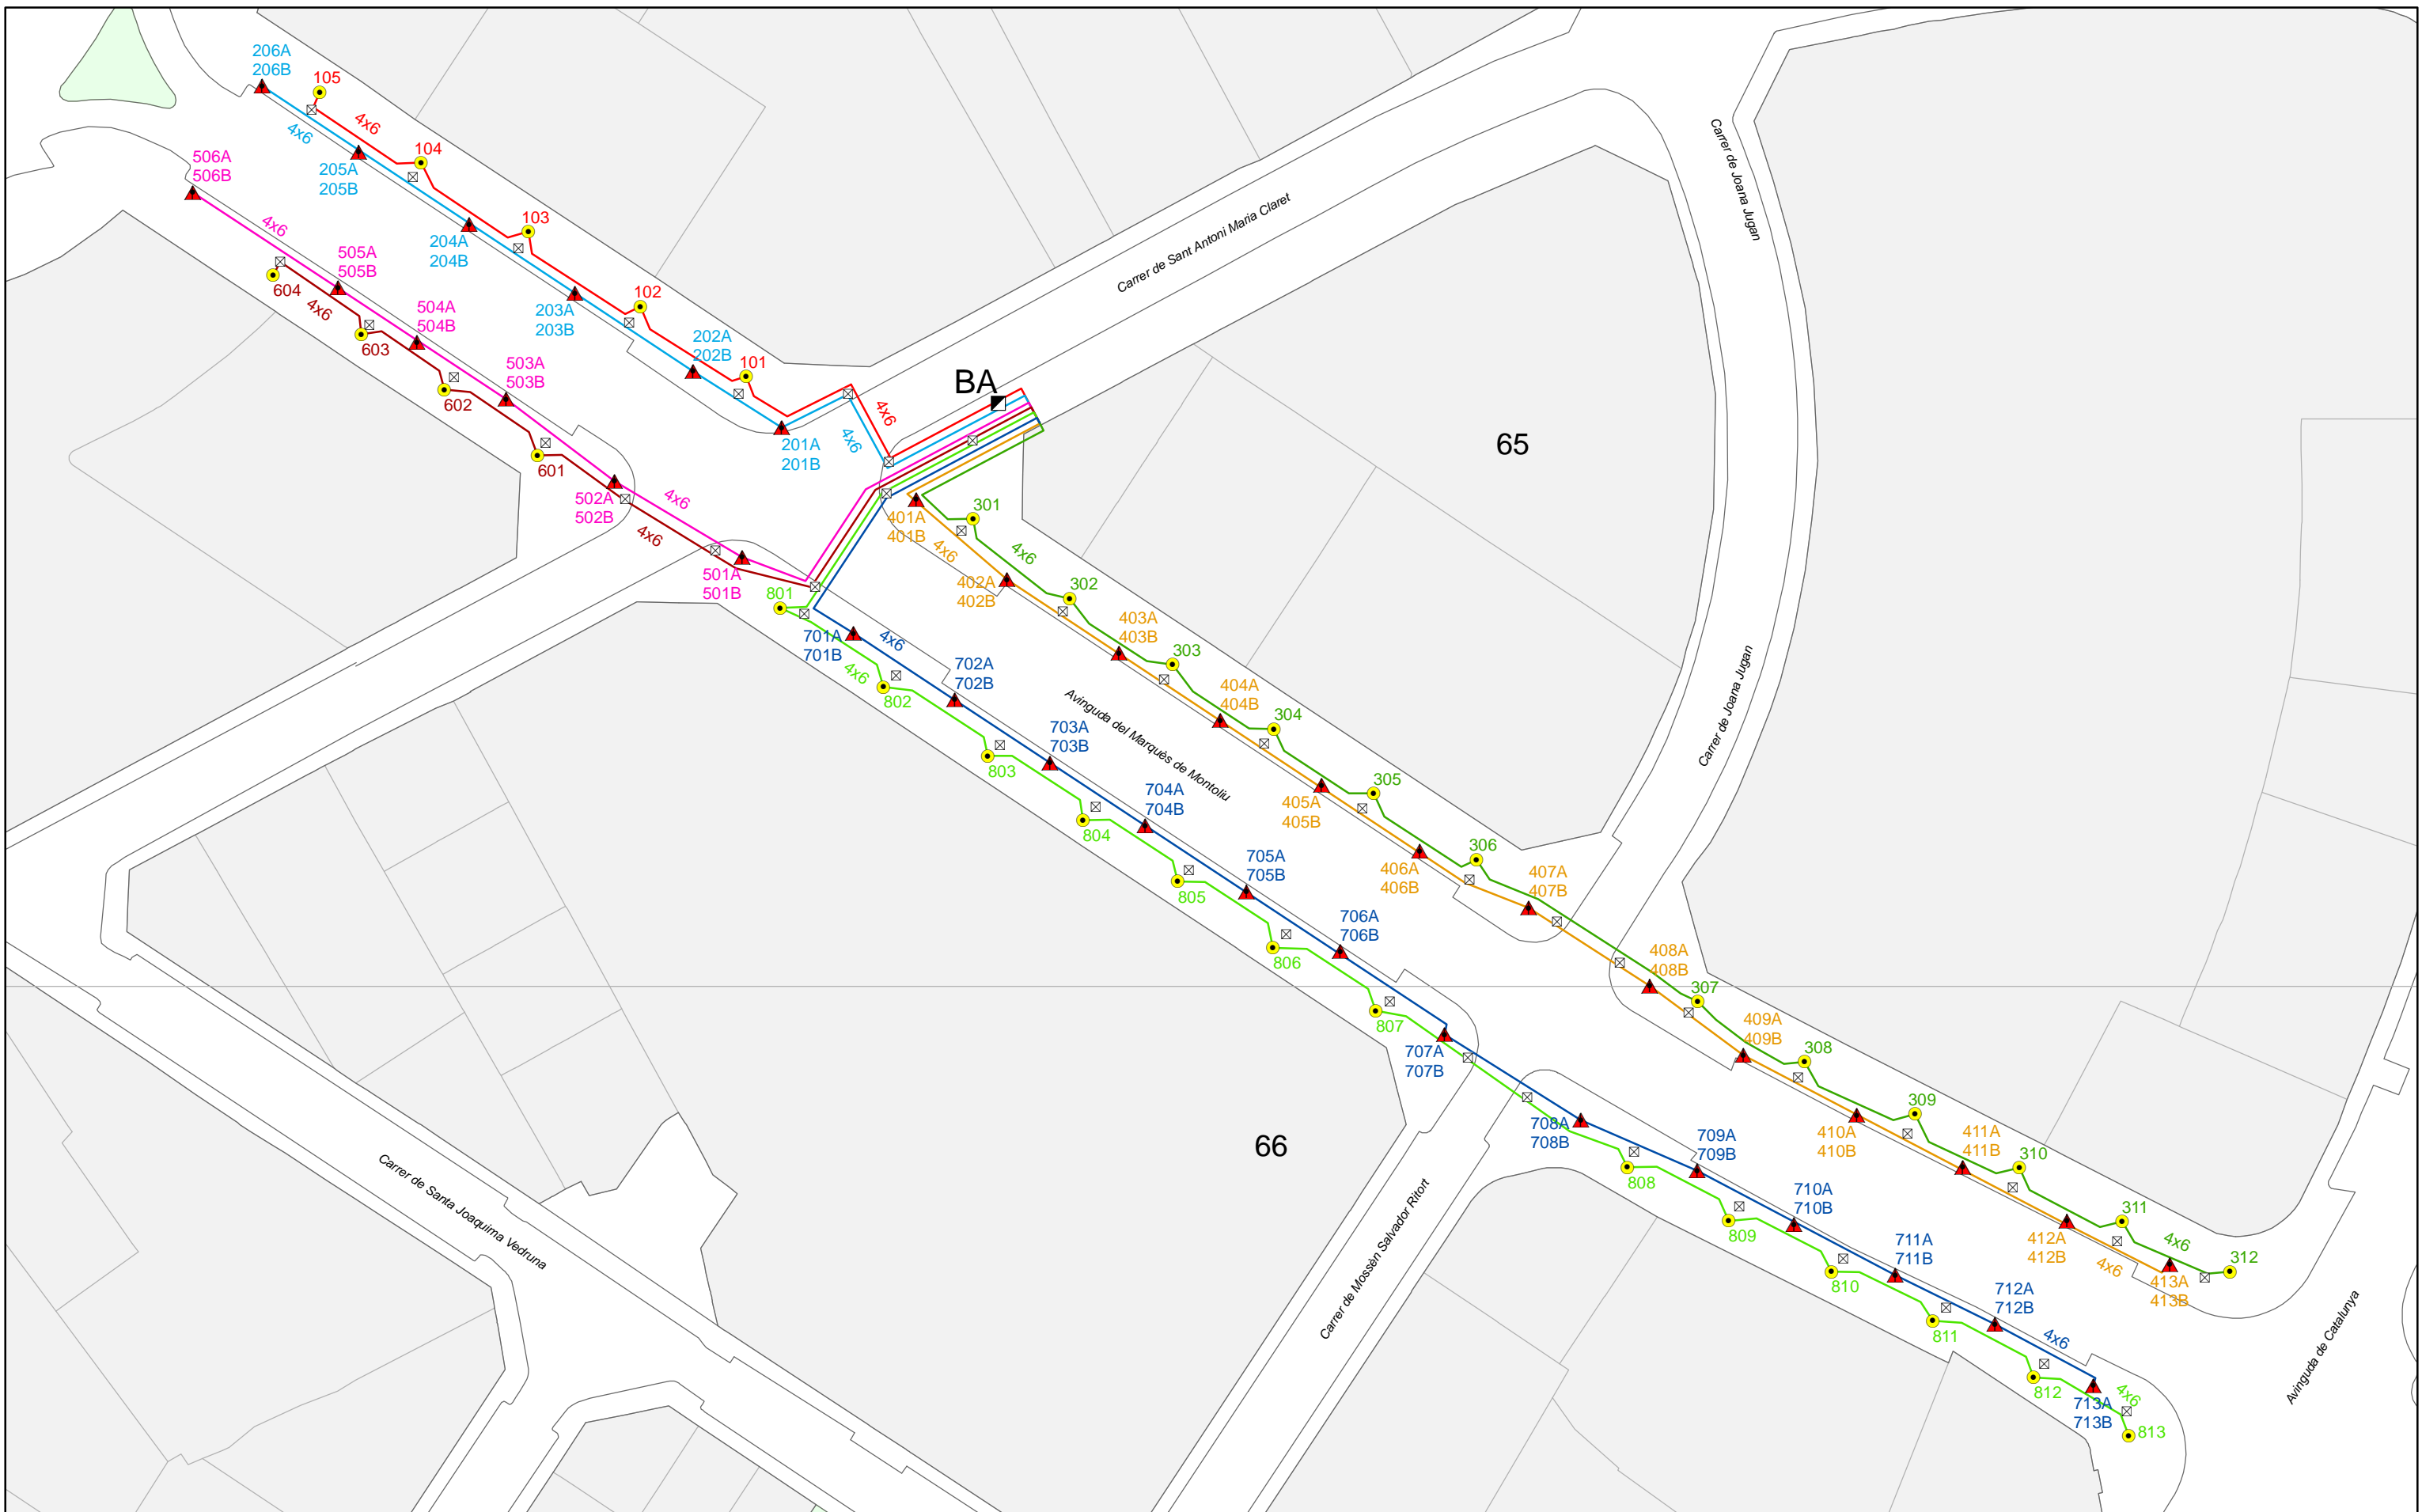 206A
206B
105
4x6
4x6
104
506A
506B
205A
205B
103
4x6
204A
204B
505A
505B
604
4x6
102
203A
203B
504A
504B
603
202A
202B
101
503A
503B
602
BA
4x6
4x6
201A
201B
601
65
Carrer de Sant Antoni Maria Claret
Carrer de Joana Jugan
502A
502B
4x6
4x6
401A
401B
301
4x6
4x6
501A
501B
801
402A
402B
302
701A
701B
4x6
4x6
403A
403B
303
802
702A
702B
Avinguda del Marquès de Montoliu
404A
404B
304
Carrer de Joana Jugan
803
703A
703B
405A
405B
305
804
704A
704B
306
406A
406B
407A
407B
805
705A
705B
806
706A
706B
408A
408B
307
807
707A
707B
409A
409B
308
66
708A
708B
309
410A
410B
411A
411B
310
808
709A
709B
809
710A
710B
311
412A
412B
4x6
4x6
312
413A
413B
810
711A
711B
811
712A
712B
4x6
812
4x6
713A
713B
813
Carrer de Santa Joaquima Vedruna
Carrer de Mossèn Salvador Ritort
Avinguda de Catalunya